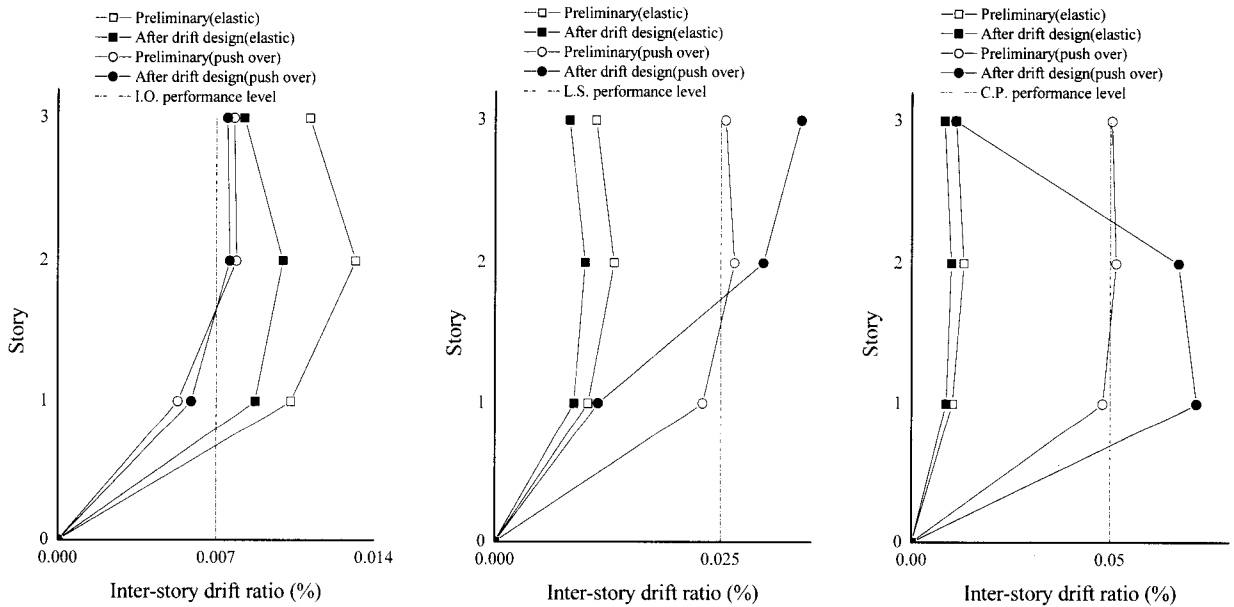 Preliminary(elastic)
After drift design(elastic)
Preliminary(push over)
After drift design(push over)
I.O. performance level
3
2
1
0
Story
0.000
0.007
0.014
Inter-story drift ratio (%)
Preliminary(elastic)
After drift design(elastic)
Preliminary(push over)
After drift design(push over)
L.S. performance level
3
2
1
0
Story
0.000
0.025
Inter-story drift ratio (%)
Preliminary(elastic)
After drift design(elastic)
Preliminary(push over)
After drift design(push over)
C.P. performance level
3
2
1
0
Story
0.00
0.05
Inter-story drift ratio (%)